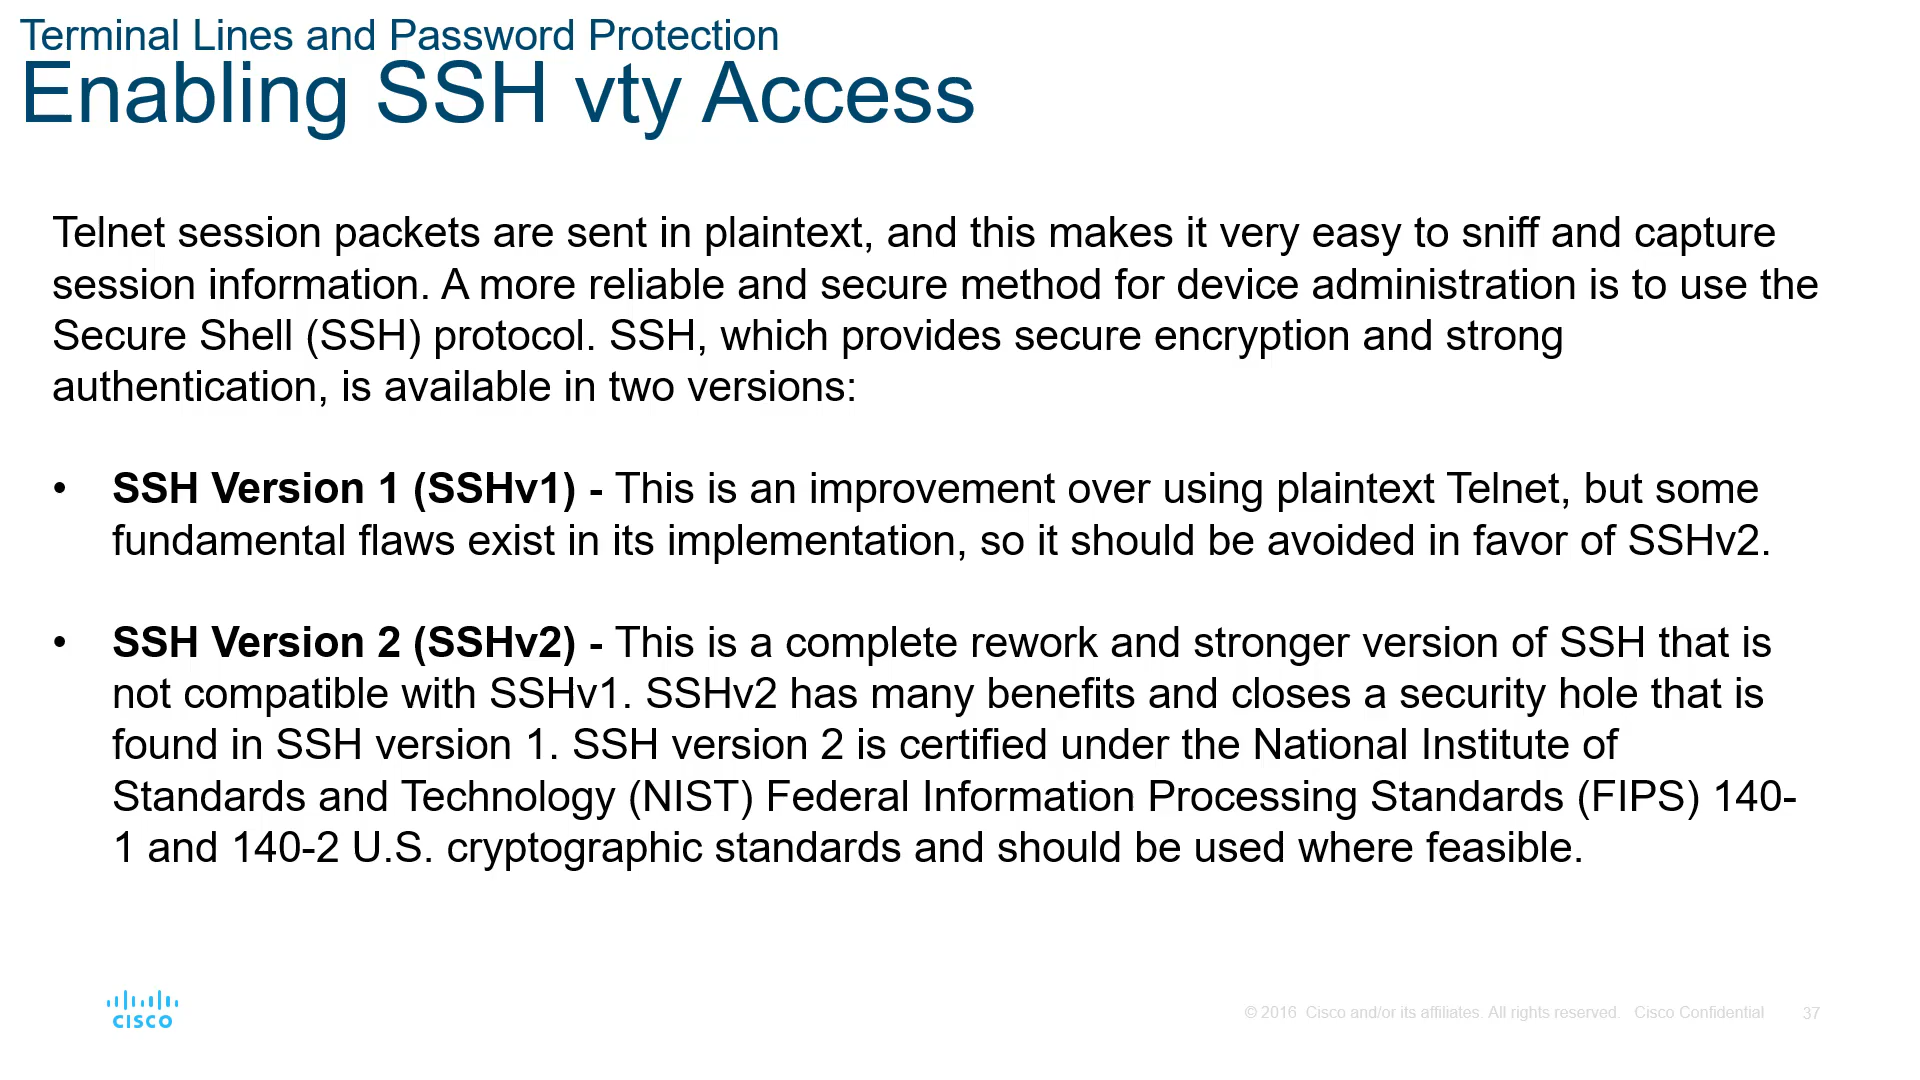 Terminal Lines and Password Protection
Enabling SSH vty Access
Telnet session packets are sent in plaintext, and this makes it very easy to sniff and capture
session information. A more reliable and secure method for device administration is to use the
Secure Shell (SSH) protocol. SSH, which provides secure encryption and strong
authentication, is available in two versions:
• SSH Version 1 (SSHv1) - This is an improvement over using plaintext Telnet, but some
fundamental flaws exist in its implementation, so it should be avoided in favor of SSHv2.
• SSH Version 2 (SSHv2) - This is a complete rework and stronger version of SSH that is
not compatible with SSHv1. SSHv2 has many benefits and closes a security hole that is
found in SSH version 1. SSH version 2 is certified under the National Institute of
Standards and Technology (NIST) Federal Information Processing Standards (FIPS) 140-
1 and 140-2 U.S. cryptographic standards and should be used where feasible.
CISCO
© 2016 Cisco and/or its affiliates. All rights reserved. Cisco Confidential 37